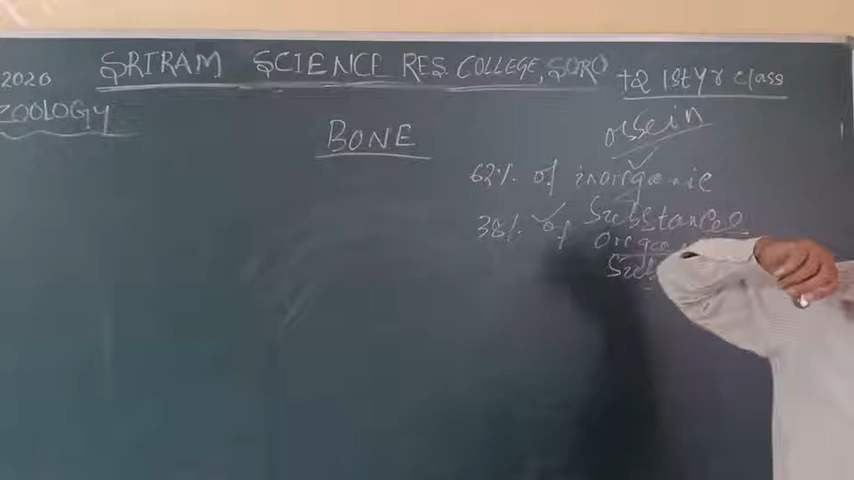 2020
SRIRAM SCIENCE RES. COLLEGE, SORO
+2 1st yr class
ZOOLOGY
BONE
ossein
62% of inorganic
Substances
38% of